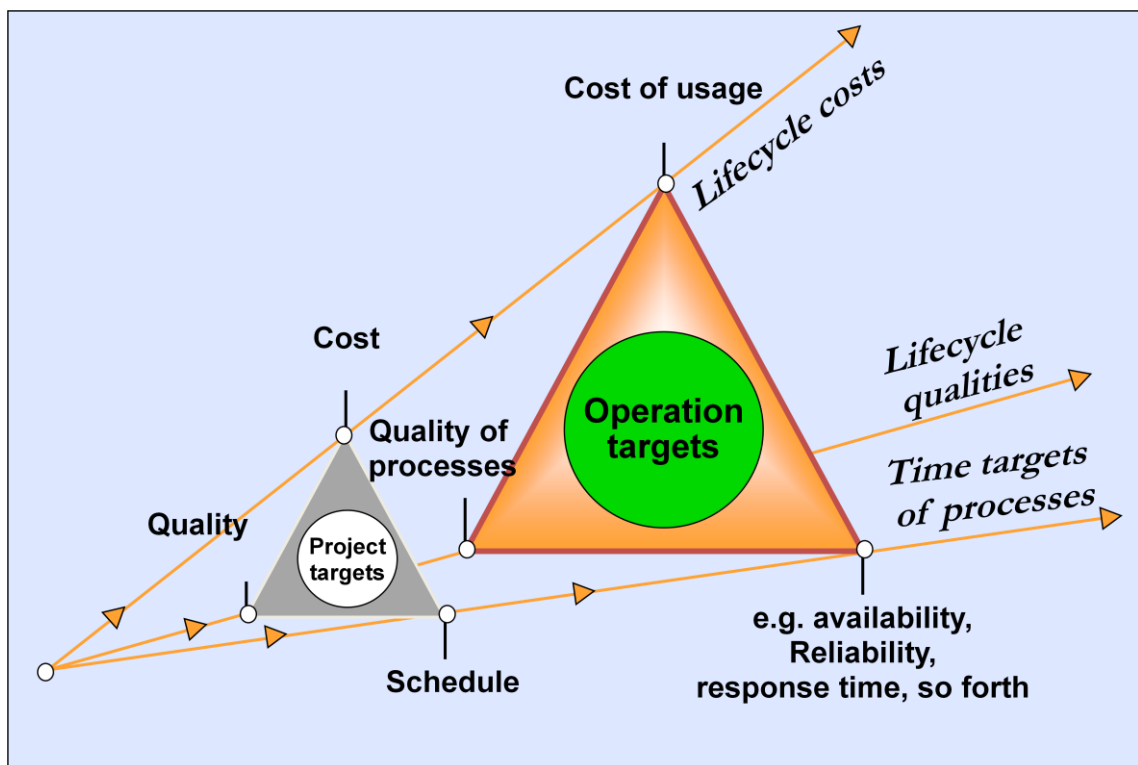 Cost of usage
Lifecycle costs
Cost
Quality of
processes
Quality
Project
targets
Schedule
Operation
targets
Lifecycle
qualities
Time targets
of processes
e.g. availability,
Reliability,
response time, so forth